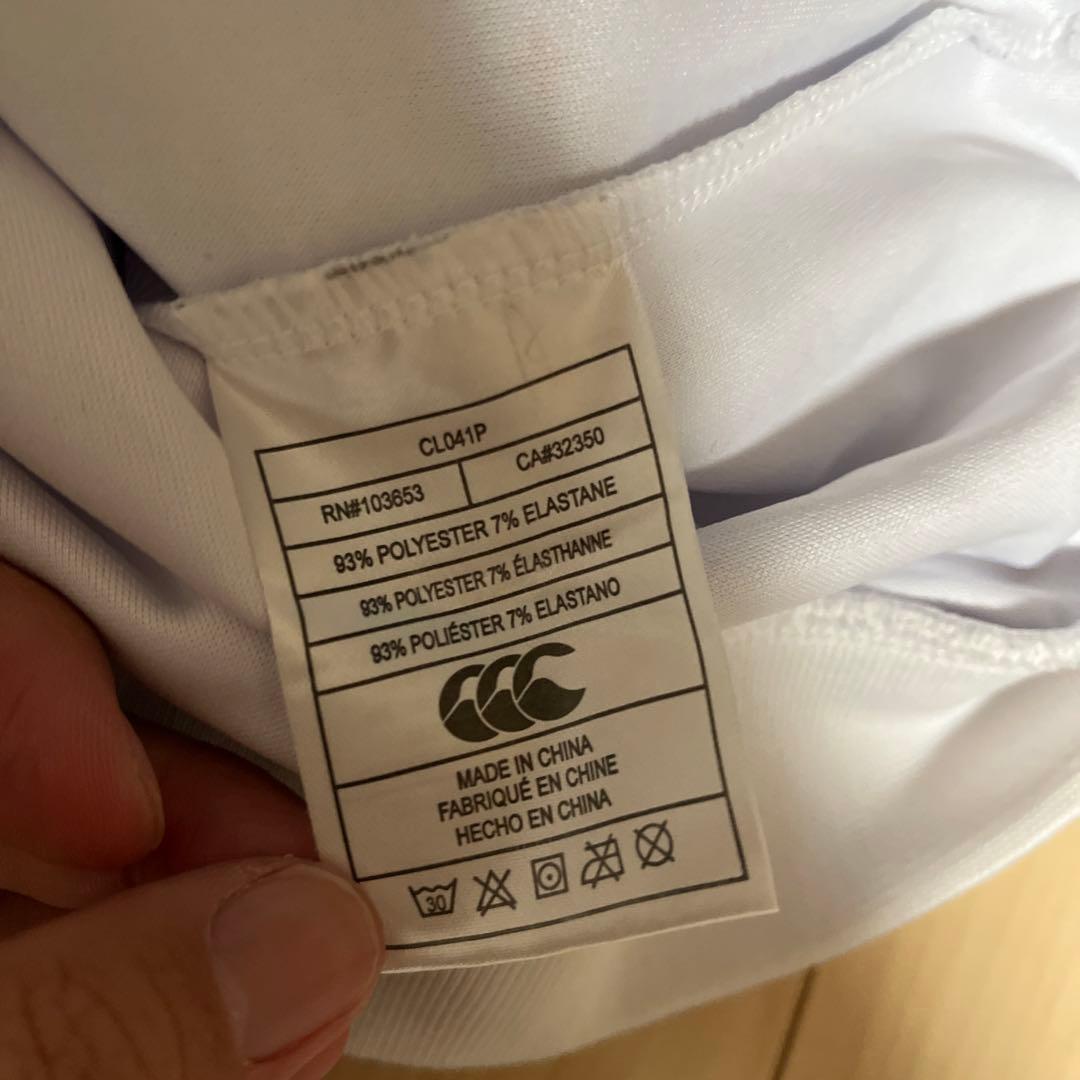 CL041P
RN#103653 CA#32350
93% POLYESTER 7% ELASTANE
93% POLYESTER 7% ÉLASTHANNE
93% POLIÉSTER 7% ELASTANO
MADE IN CHINA
FABRIQUÉ EN CHINE
HECHO EN CHINA
30